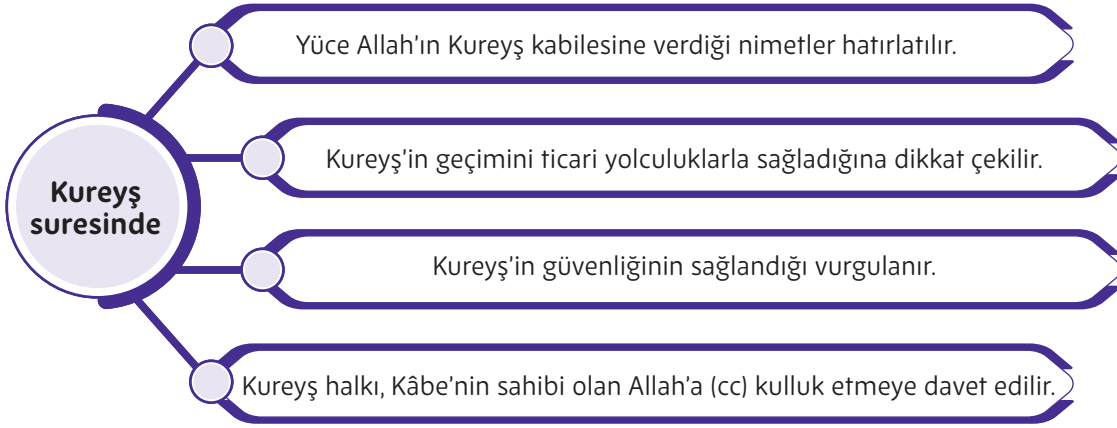 Yüce Allah’ın Kureyş kabilesine verdiği nimetler hatırlatılır.
Kureyş’in geçimini ticari yolculuklarla sağladığına dikkat çekilir.
Kureyş
suresinde
Kureyş’in güvenliğinin sağlandığı vurgulanır.
Kureyş halkı, Kâbe’nin sahibi olan Allah’a (cc) kulluk etmeye davet edilir.